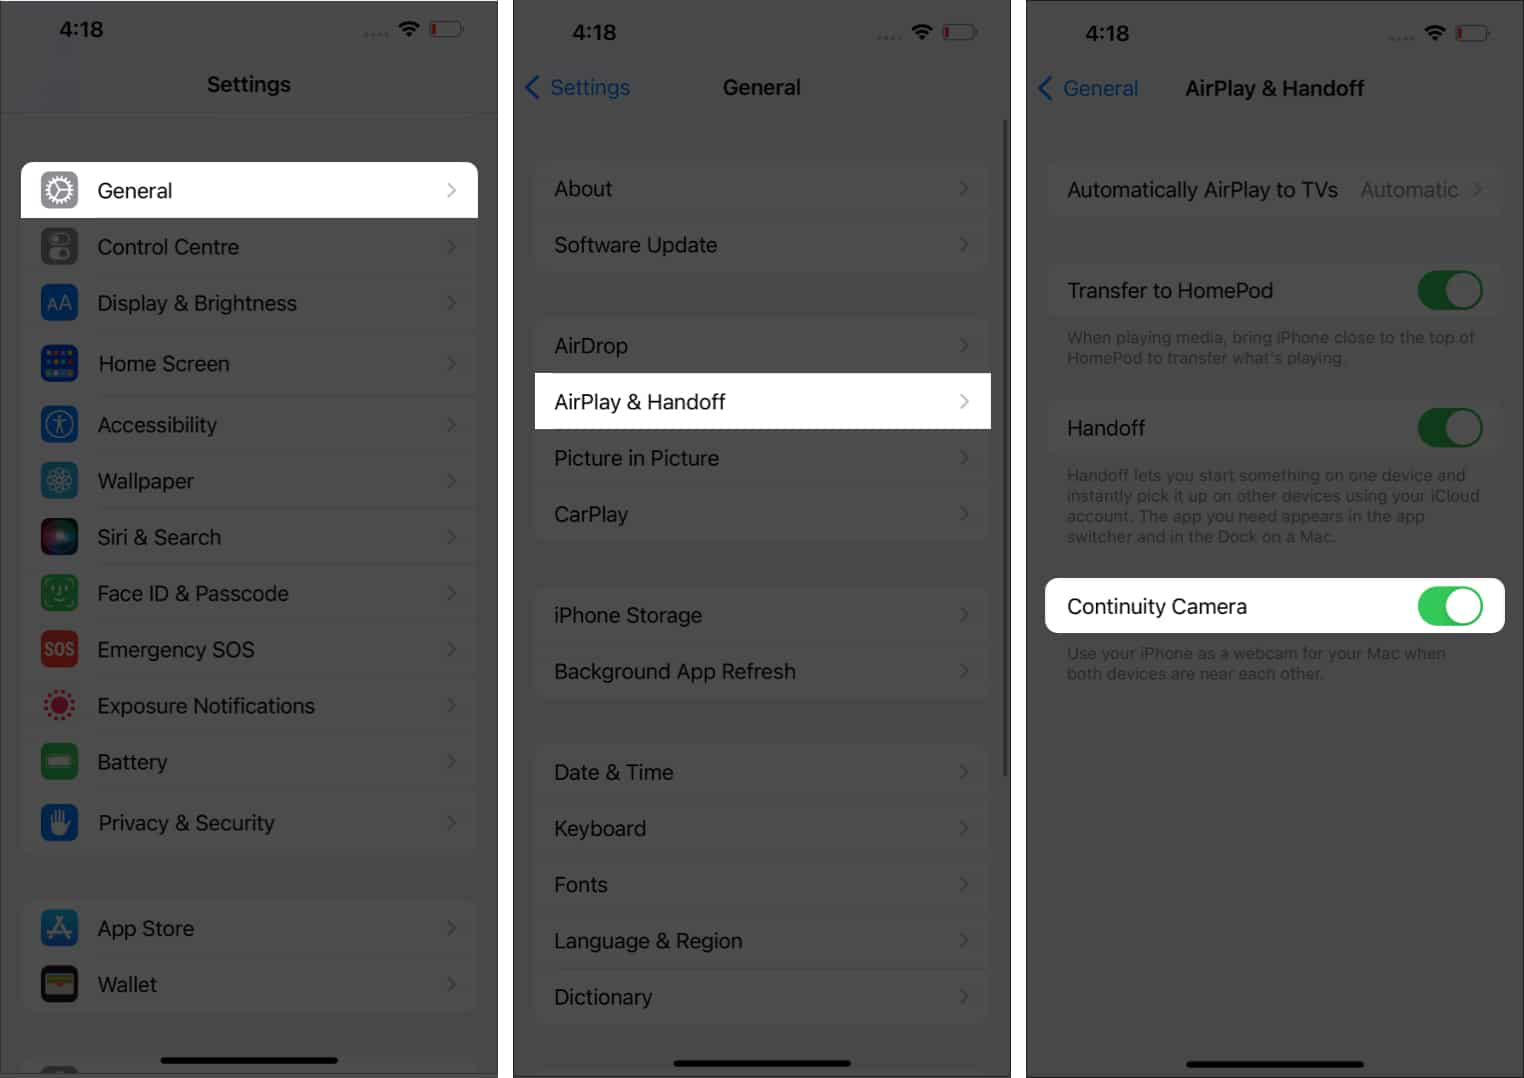 4:18
Settings
General
Control Centre
AA
Display & Brightness
Home Screen
Accessibility
Wallpaper
Siri & Search
Face ID & Passcode
SOS
Emergency SOS
Exposure Notifications
Battery
Privacy & Security
App Store
Wallet
4:18
Settings
General
About
Software Update
AirDrop
AirPlay & Handoff
Picture in Picture
CarPlay
iPhone Storage
Background App Refresh
Date & Time
Keyboard
Fonts
Language & Region
Dictionary
4:18
General
AirPlay & Handoff
Automatically AirPlay to TVs Automatic
Transfer to HomePod
When playing media, bring iPhone close to the top of
HomePod to transfer what's playing.
Handoff
Handoff lets you start something on one device and
instantly pick it up on other devices using your iCloud
account. The app you need appears in the app
switcher and in the Dock on a Mac.
Continuity Camera
Use your iPhone as a webcam for your Mac when
both devices are near each other.